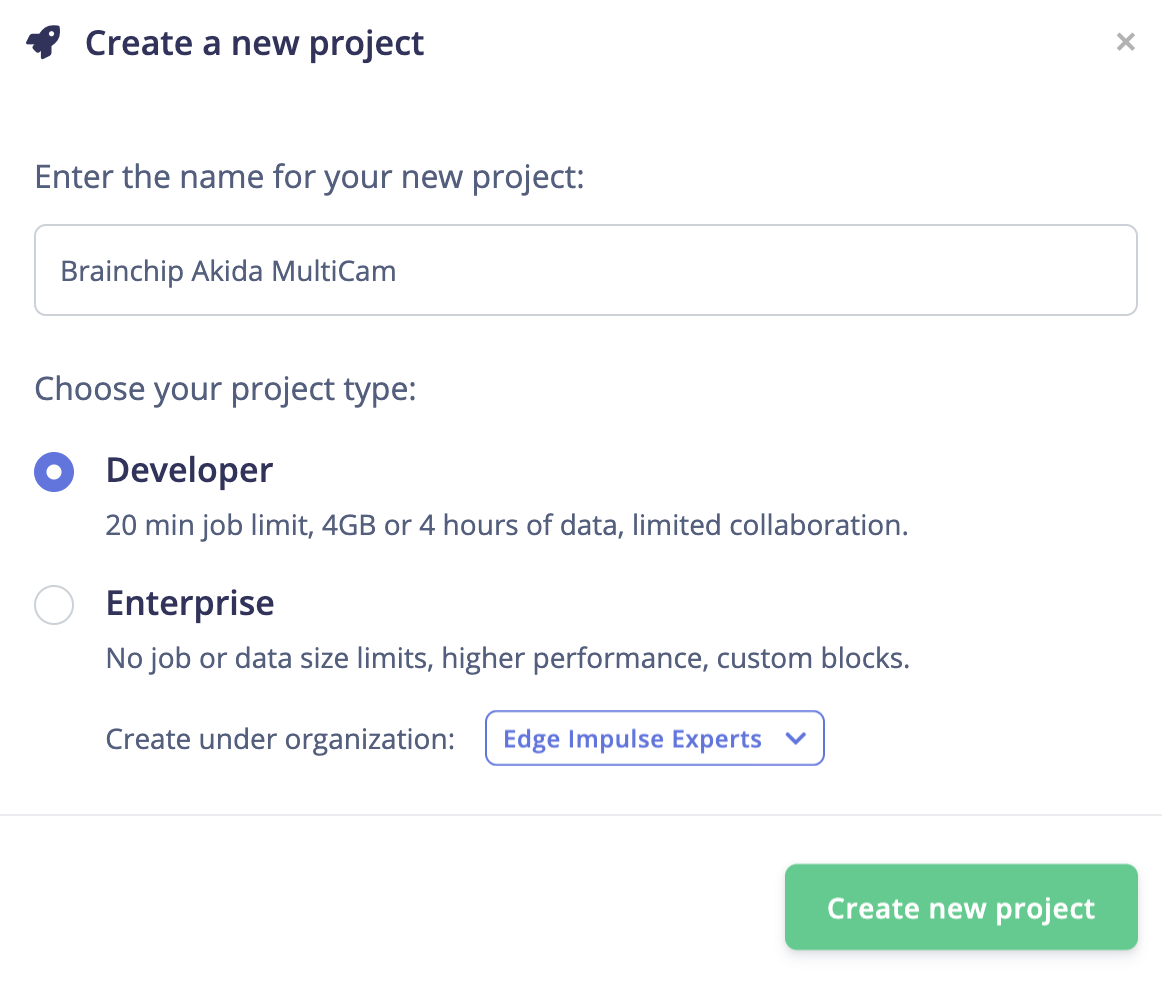 Create a new project
Enter the name for your new project:
Brainchip Akida MultiCam
Choose your project type:
Developer
20 min job limit, 4GB or 4 hours of data, limited collaboration.
Enterprise
No job or data size limits, higher performance, custom blocks.
Create under organization: Edge Impulse Experts
Create new project